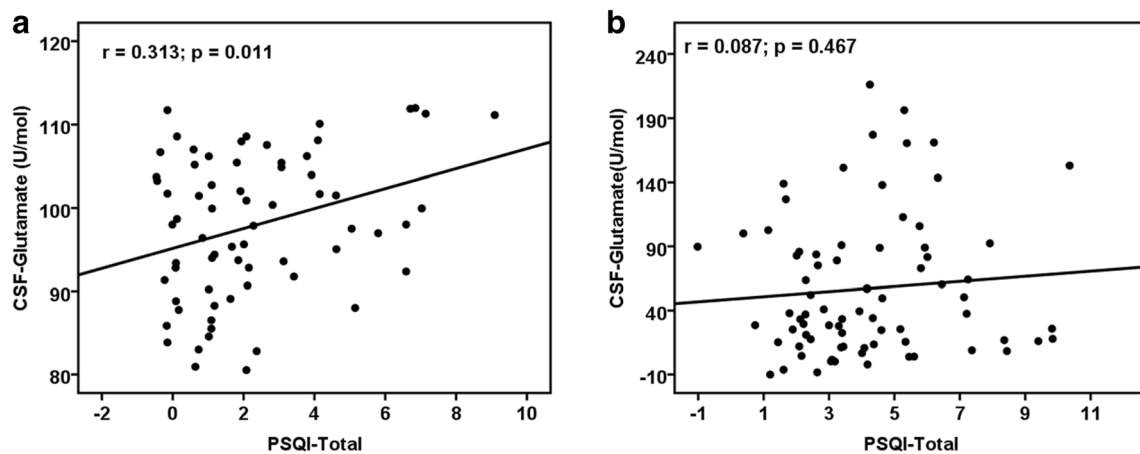 a
r = 0.313; p = 0.011
CSF-Glutamate (U/mol)
120
110
100
90
80
-2 0 2 4 6 8 10
PSQI-Total
b
r = 0.087; p = 0.467
CSF-Glutamate(U/mol)
240
190
140
90
40
-10
-1 1 3 5 7 9 11
PSQI-Total